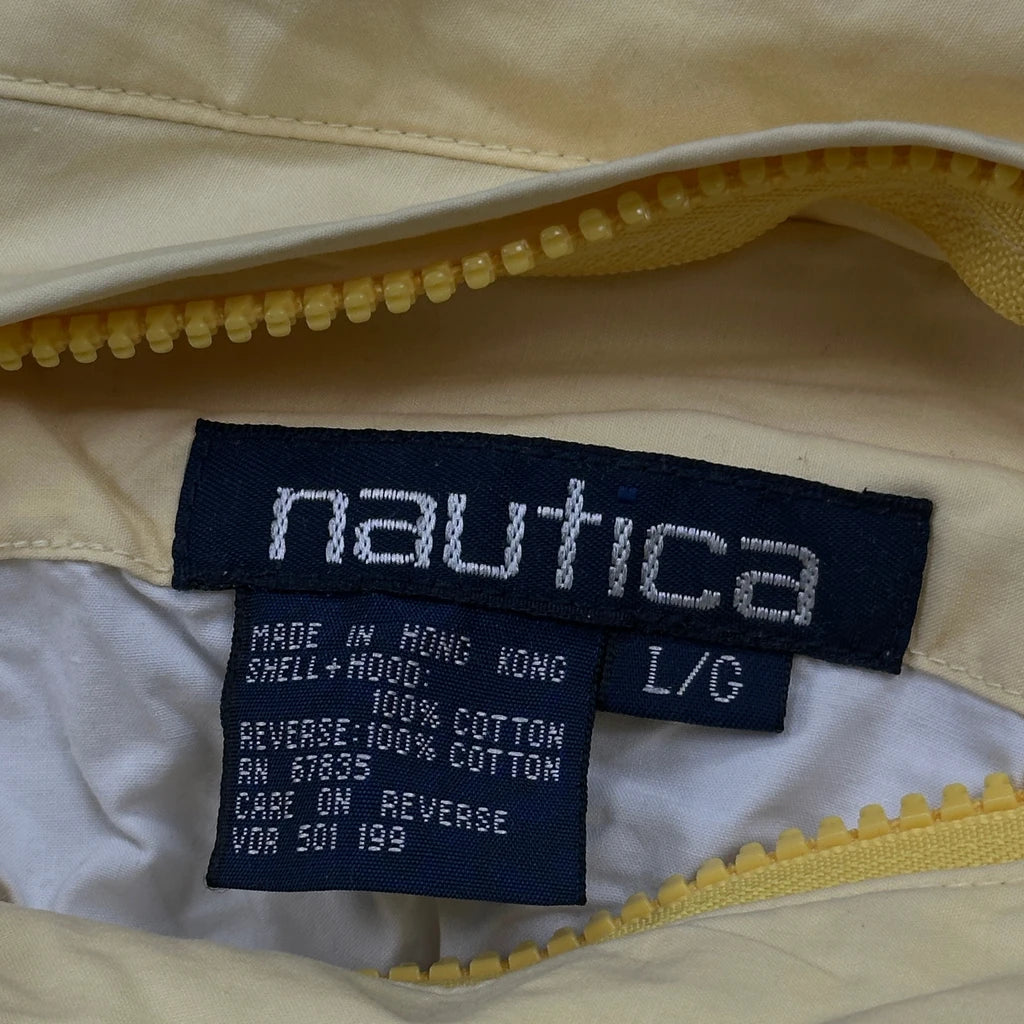 nautica
L/G
MADE IN HONG KONG
SHELL+HOOD:
100% COTTON
REVERSE:100% COTTON
RN 67835
CARE ON REVERSE
VDR 501 199